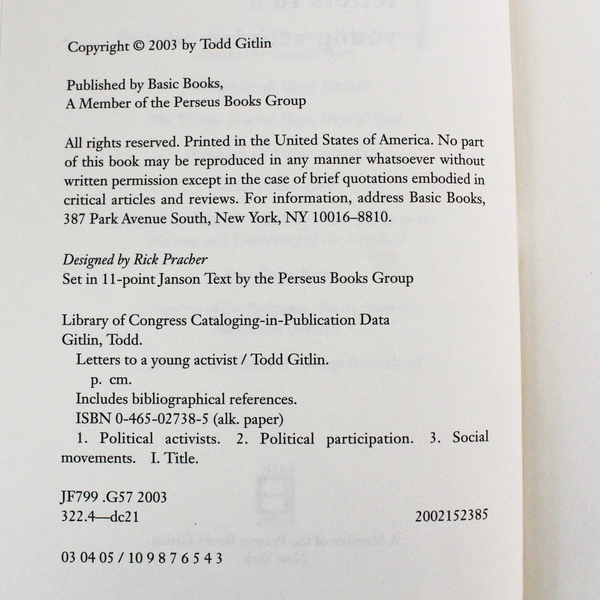 Copyright © 2003 by Todd Gitlin
Published by Basic Books,
A Member of the Perseus Books Group
All rights reserved. Printed in the United States of America. No part
of this book may be reproduced in any manner whatsoever without
written permission except in the case of brief quotations embodied in
critical articles and reviews. For information, address Basic Books,
387 Park Avenue South, New York, NY 10016–8810.
Designed by Rick Pracher
Set in 11-point Janson Text by the Perseus Books Group
Library of Congress Cataloging-in-Publication Data
Gitlin, Todd.
Letters to a young activist / Todd Gitlin.
p. cm.
Includes bibliographical references.
ISBN 0-465-02738-5 (alk. paper)
1. Political activists. 2. Political participation. 3. Social
movements. I. Title.
JF799 .G57 2003
322.4—dc21 2002152385
03 04 05 / 10 9 8 7 6 5 4 3